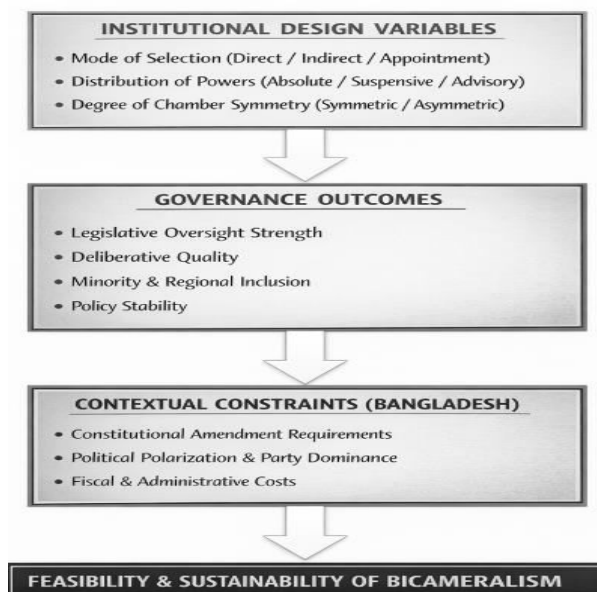 INSTITUTIONAL DESIGN VARIABLES
• Mode of Selection (Direct / Indirect / Appointment)
• Distribution of Powers (Absolute / Suspensive / Advisory)
• Degree of Chamber Symmetry (Symmetric / Asymmetric)
GOVERNANCE OUTCOMES
• Legislative Oversight Strength
• Deliberative Quality
• Minority & Regional Inclusion
• Policy Stability
CONTEXTUAL CONSTRAINTS (BANGLADESH)
• Constitutional Amendment Requirements
• Political Polarization & Party Dominance
• Fiscal & Administrative Costs
FEASIBILITY & SUSTAINABILITY OF BICAMERALISM